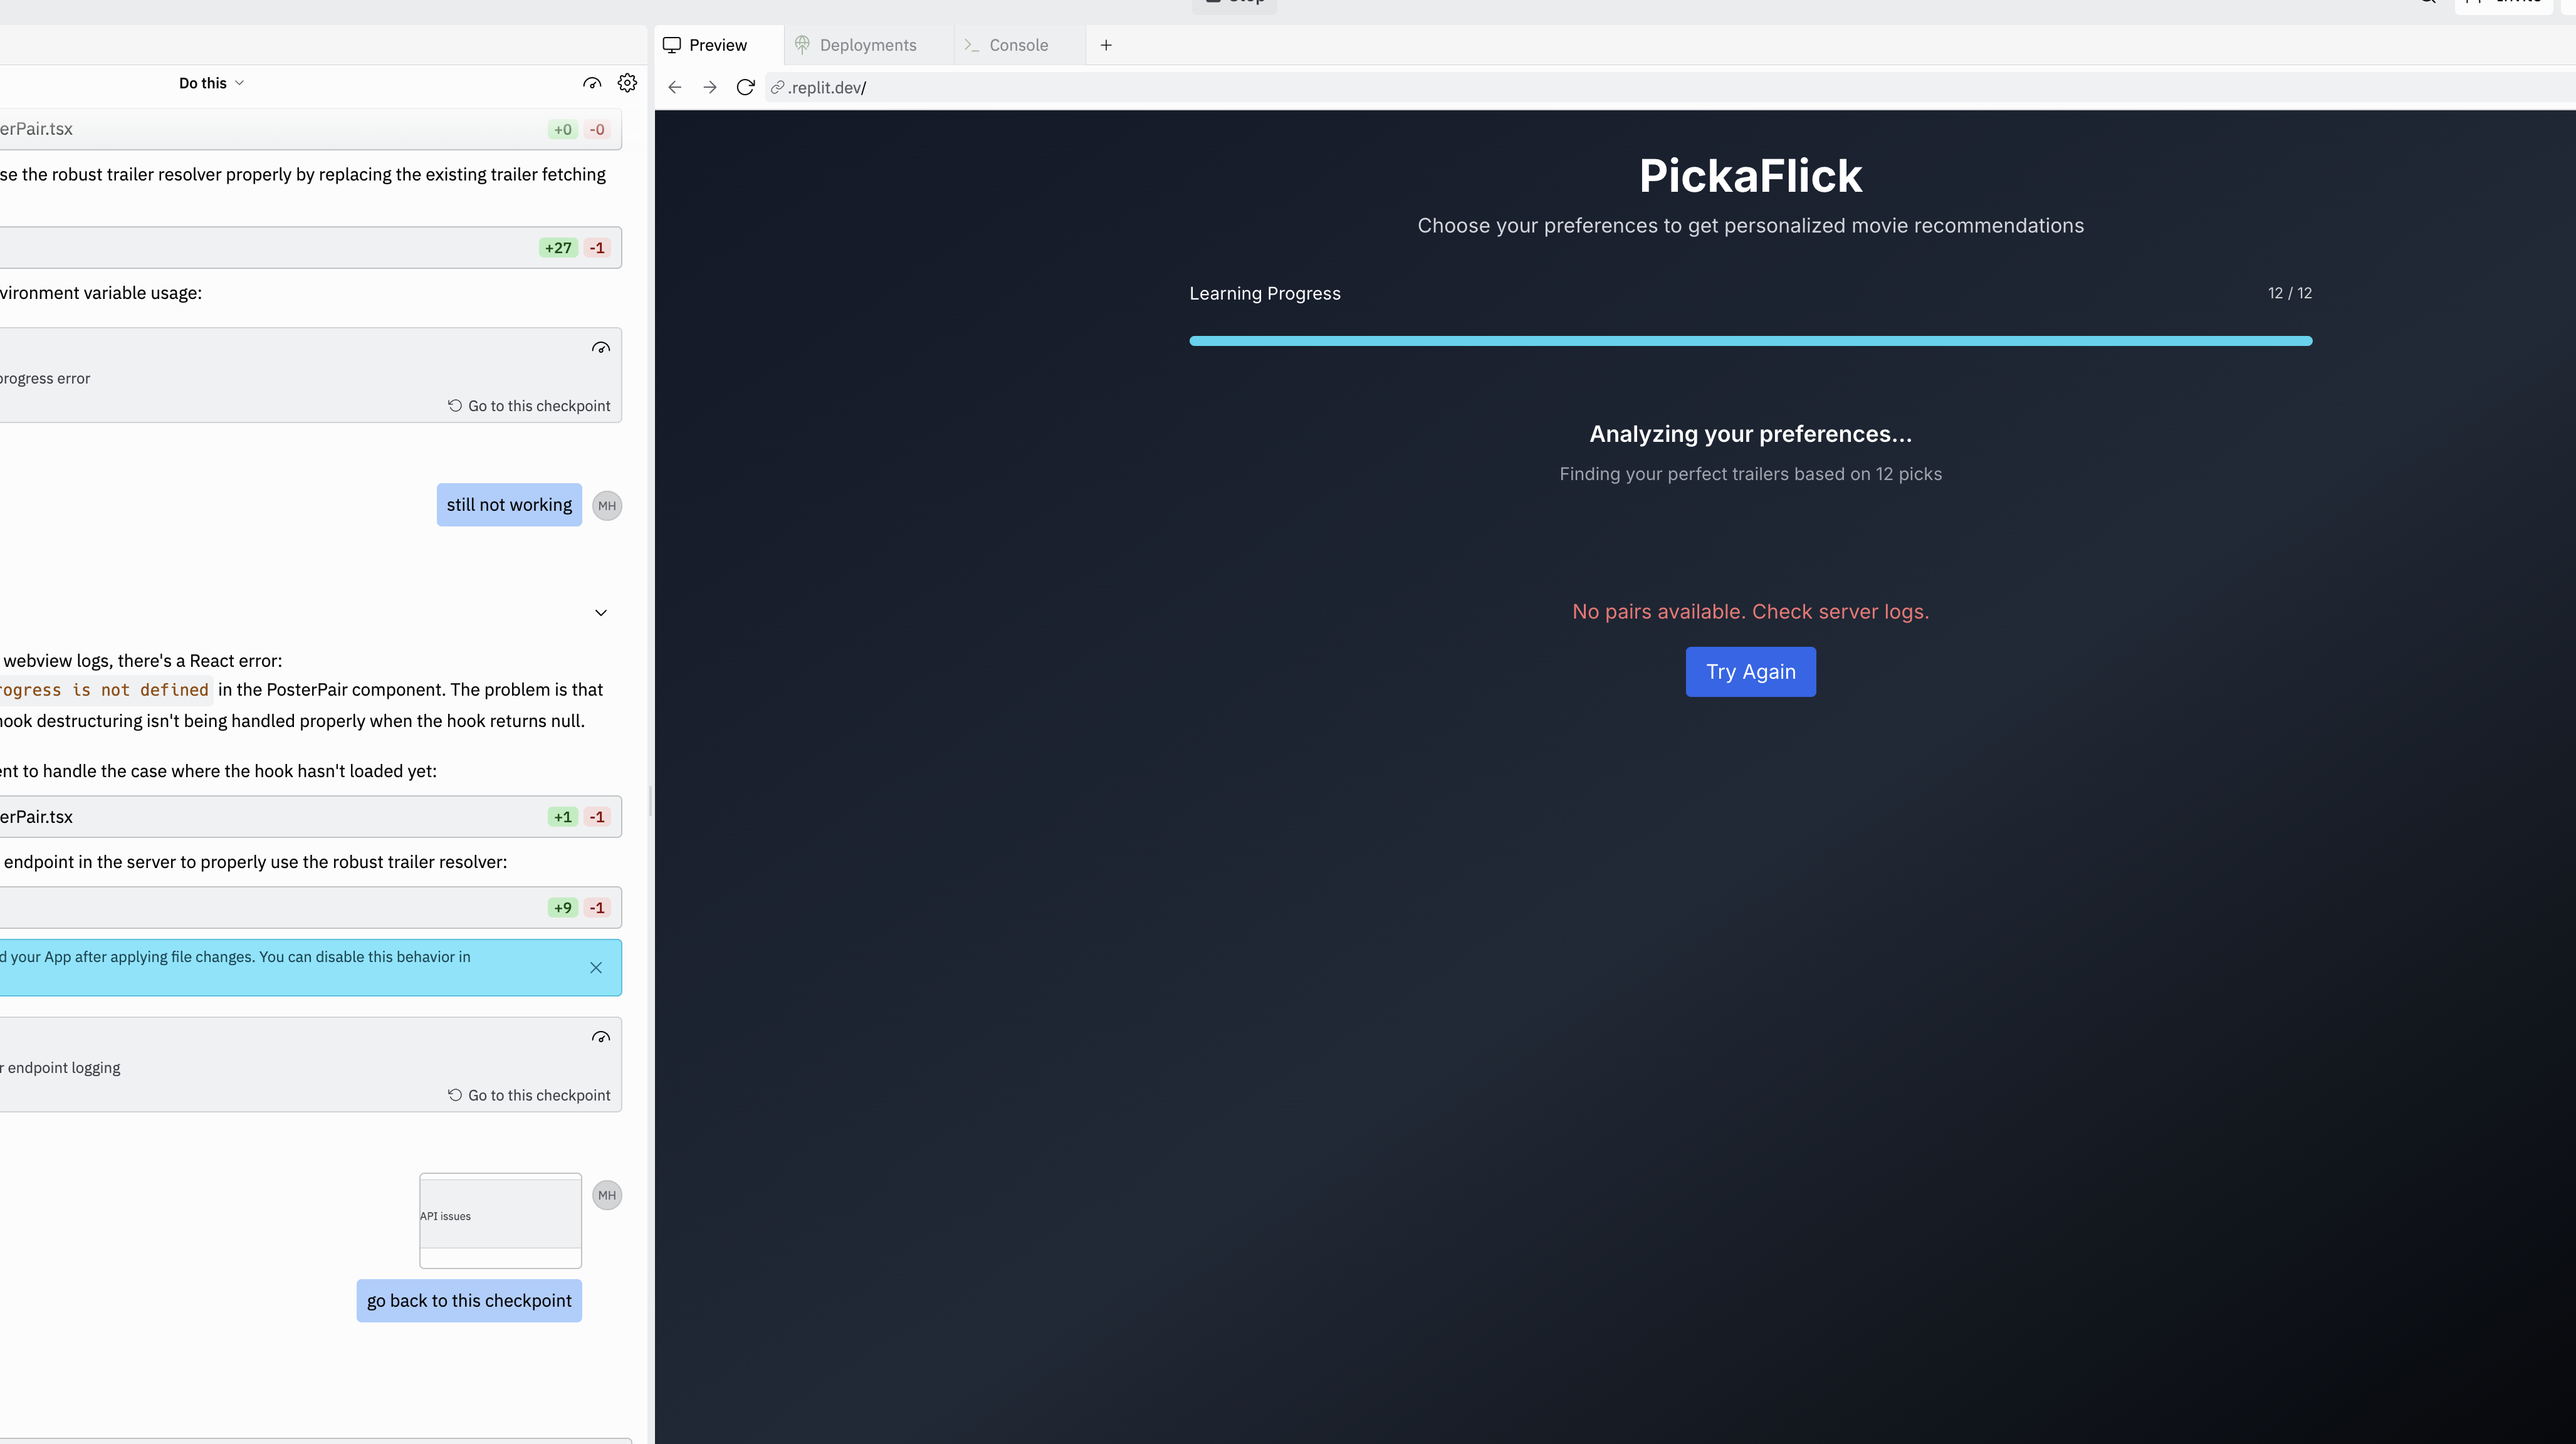 Preview
Deployments
Console
Do this
.replit.dev/
erPair.tsx
+0 -0
se the robust trailer resolver properly by replacing the existing trailer fetching
+27 -1
vironment variable usage:
progress error
Go to this checkpoint
still not working
MH
webview logs, there's a React error:
rogress is not defined in the PosterPair component. The problem is that
hook destructuring isn't being handled properly when the hook returns null.
ent to handle the case where the hook hasn't loaded yet:
erPair.tsx
+1 -1
endpoint in the server to properly use the robust trailer resolver:
+9 -1
d your App after applying file changes. You can disable this behavior in
r endpoint logging
Go to this checkpoint
API issues
MH
go back to this checkpoint
PickaFlick
Choose your preferences to get personalized movie recommendations
Learning Progress
12 / 12
Analyzing your preferences...
Finding your perfect trailers based on 12 picks
No pairs available. Check server logs.
Try Again